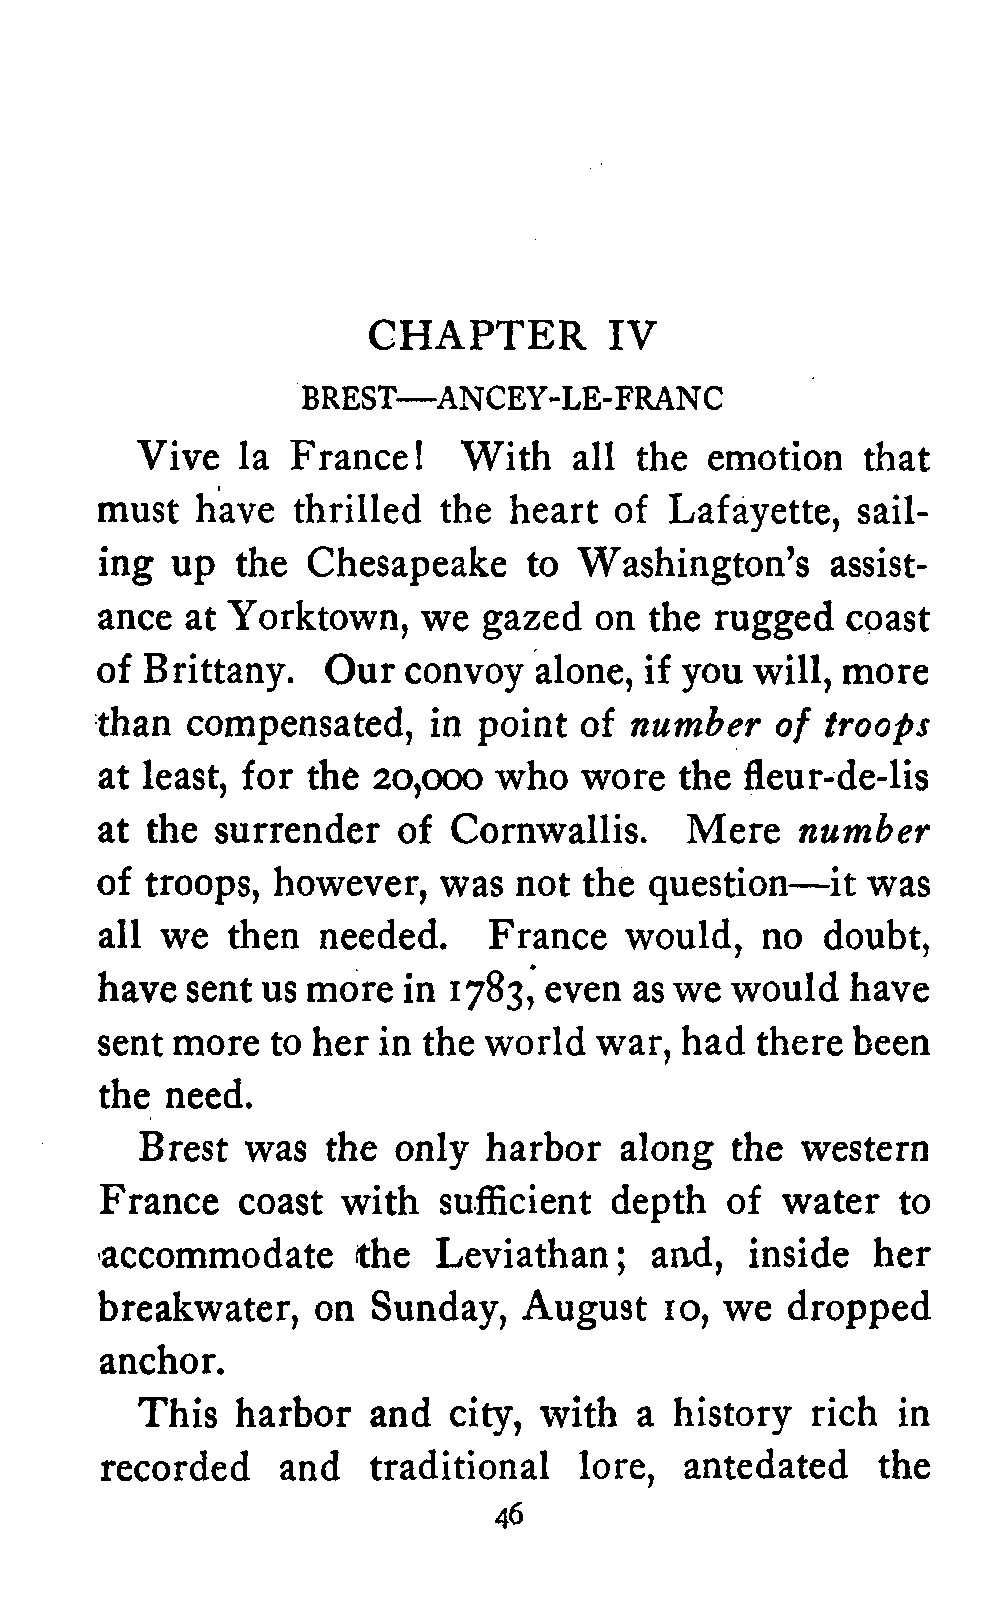 CHAPTER IV
BREST—ANCEY-LE-FRANC
Vive la France! With all the emotion that
must have thrilled the heart of Lafayette, sail-
ing up the Chesapeake to Washington's assist-
ance at Yorktown, we gazed on the rugged coast
of Brittany. Our convoy alone, if you will, more
than compensated, in point of number of troops
at least, for the 20,000 who wore the fleur-de-lis
at the surrender of Cornwallis. Mere number
of troops, however, was not the question—it was
all we then needed. France would, no doubt,
have sent us more in 1783, even as we would have
sent more to her in the world war, had there been
the need.
Brest was the only harbor along the western
France coast with sufficient depth of water to
accommodate the Leviathan; and, inside her
breakwater, on Sunday, August 10, we dropped
anchor.
This harbor and city, with a history rich in
recorded and traditional lore, antedated the
46